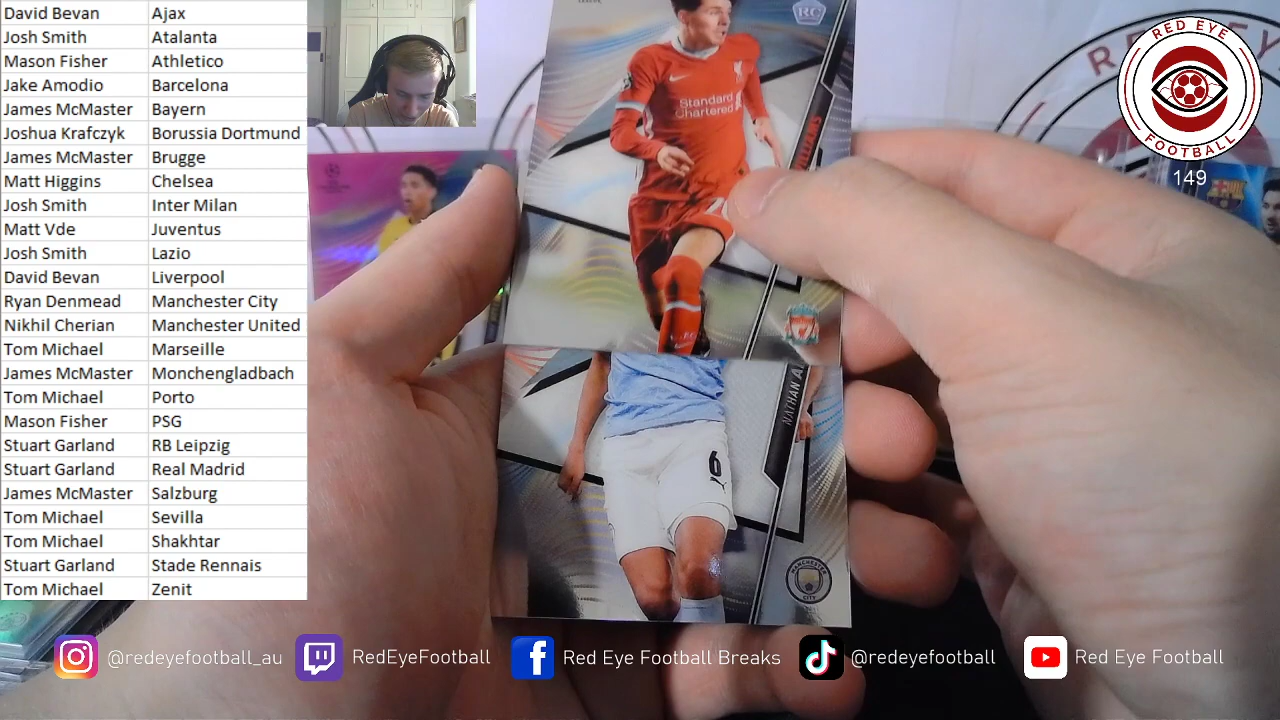 David Bevan Ajax
Josh Smith Atalanta
Mason Fisher Athletico
Jake Amodio Barcelona
James McMaster Bayern
Joshua Krafczyk Borussia Dortmund
James McMaster Brugge
Matt Higgins Chelsea
Josh Smith Inter Milan
Matt Vde Juventus
Josh Smith Lazio
David Bevan Liverpool
Ryan Denmead Manchester City
Nikhil Cherian Manchester United
Tom Michael Marseille
James McMaster Monchengladbach
Tom Michael Porto
Mason Fisher PSG
Stuart Garland RB Leipzig
Stuart Garland Real Madrid
James McMaster Salzburg
Tom Michael Sevilla
Tom Michael Shakhtar
Stuart Garland Stade Rennais
Tom Michael Zenit
RC
Standard
Chartered
NATHAN
6
MANCHESTER
CITY
RED EYE
FOOTBALL
149
@redeyefootball_au
RedEyeFootball
Red Eye Football Breaks
@redeyefootball
Red Eye Football